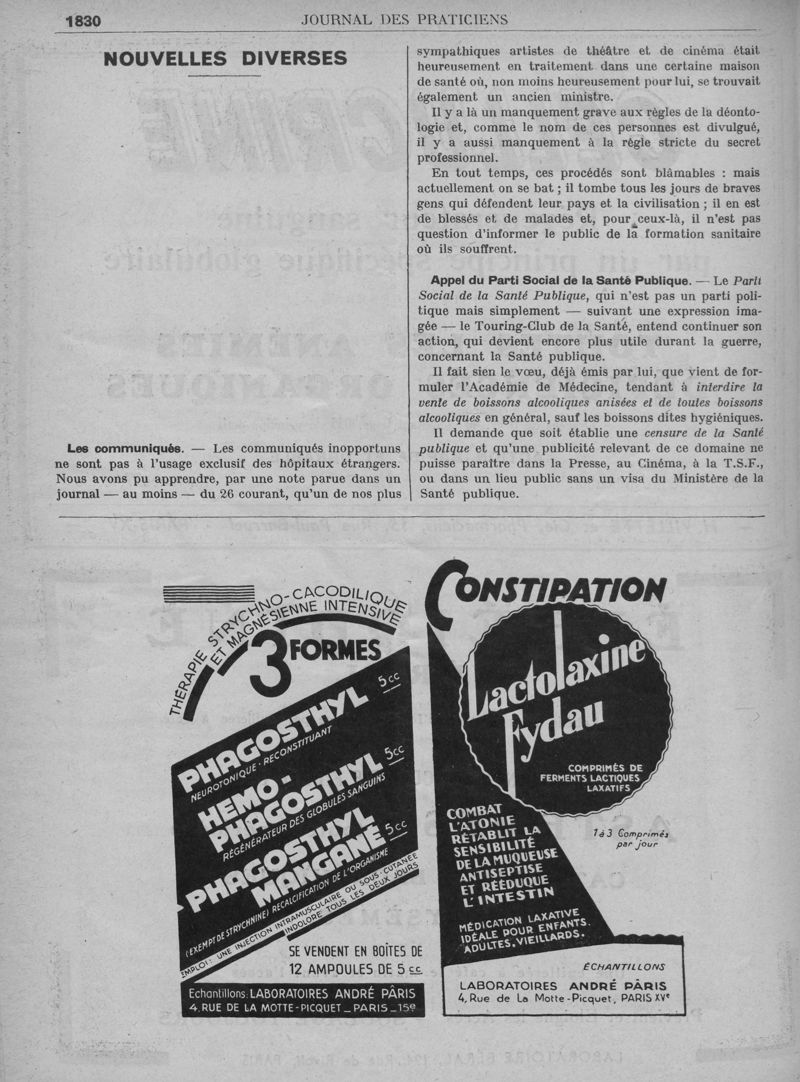 1830
JOURNAL DES PRATICIENS
NOUVELLES DIVERSES
Les communiqués. — Les communiqués inopportuns
ne sont pas à l'usage exclusif des hôpitaux étrangers.
Nous avons pu apprendre, par une note parue dans un
journal — au moins — du 26 courant, qu'un de nos plus
sympathiques artistes de théâtre et de cinéma était
heureusement en traitement dans une certaine maison
de santé où, non moins heureusement pour lui, se trouvait
également un ancien ministre.
Il y a là un manquement grave aux règles de la déonto-
logie et, comme le nom de ces personnes est divulgué,
il y a aussi manquement à la règle stricte du secret
professionnel.
En tout temps, ces procédés sont blâmables : mais
actuellement on se bat ; il tombe tous les jours de braves
gens qui défendent leur pays et la civilisation ; il en est
de blessés et de malades et, pour ceux-là, il n'est pas
question d'informer le public de la formation sanitaire
où ils souffrent.
Appel du Parti Social de la Santé Publique. — Le Parti
Social de la Santé Publique, qui n'est pas un parti poli-
tique mais simplement — suivant une expression ima-
gée — le Touring-Club de la Santé, entend continuer son
action, qui devient encore plus utile durant la guerre,
concernant la Santé publique.
Il fait sien le vœu, déjà émis par lui, que vient de for-
muler l'Académie de Médecine, tendant à interdire la
vente de boissons alcooliques anisées et de toutes boissons
alcooliques en général, sauf les boissons dites hygiéniques.
Il demande que soit établie une censure de la Santé
publique et qu'une publicité relevant de ce domaine ne
puisse paraître dans la Presse, au Cinéma, à la T.S.F.,
ou dans un lieu public sans un visa du Ministère de la
Santé publique.
THÉRAPIE STRYCHNO-CACODILIQUE
ET MAGNÉSIENNE INTENSIVE
3 FORMES
PHAGOSTHYL 5cc
NEUROTONIQUE-RECONSTITUANT
HEMO-
PHAGOSTHYL 5cc
RÉGÉNÉRATEUR DES GLOBULES SANGUINS
PHAGOSTHYL
MANGANÉ 5cc
(EXEMPT DE STRYCHNINE) RECALCIFICATION DE L'ORGANISME
EMPLOI: UNE INJECTION INTRAMUSCULAIRE OU SOUS-CUTANÉE
INDOLORE TOUS LES DEUX JOURS
SE VENDENT EN BOÎTES DE
12 AMPOULES DE 5 cc.
Echantillons: LABORATOIRES ANDRÉ PÂRIS
4. RUE DE LA MOTTE-PICQUET _ PARIS _ 15e
CONSTIPATION
Lactolaxine
Fydau
COMPRIMÉS DE
FERMENTS LACTIQUES
LAXATIFS
COMBAT
L'ATONIE
RÉTABLIT LA
SENSIBILITÉ
DE LA MUQUEUSE
ANTISEPTISE
ET RÉÉDUQUE
L'INTESTIN
1 à 3 Comprimés
par jour
MÉDICATION LAXATIVE
IDÉALE POUR ENFANTS.
ADULTES. VIEILLARDS.
ÉCHANTILLONS
LABORATOIRES ANDRÉ PÂRIS
4, Rue de La Motte-Picquet, PARIS XVe